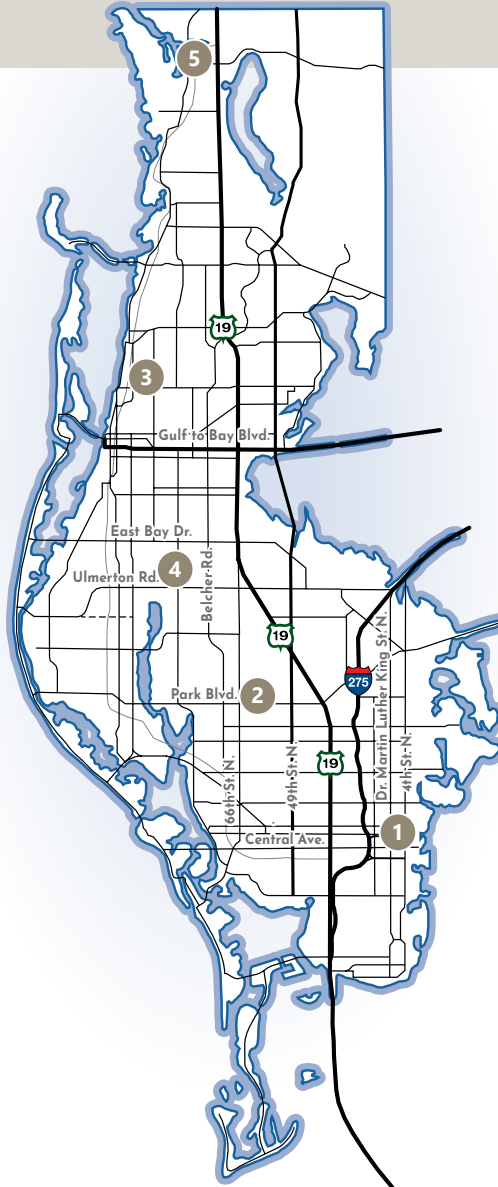 5
19
3
Gulf to Bay Blvd.
East Bay Dr.
Ulmerton Rd.
4
Belcher Rd.
19
275
Dr. Martin Luther King St. N.
Park Blvd.
2
19
66th St. N.
49th St. N.
4th St. N.
1
Central Ave.